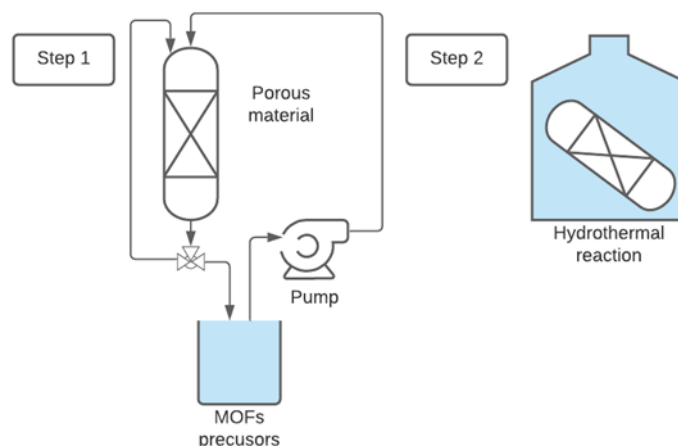 Step 1
Porous
material
Pump
MOFs
precusors
Step 2
Hydrothermal
reaction